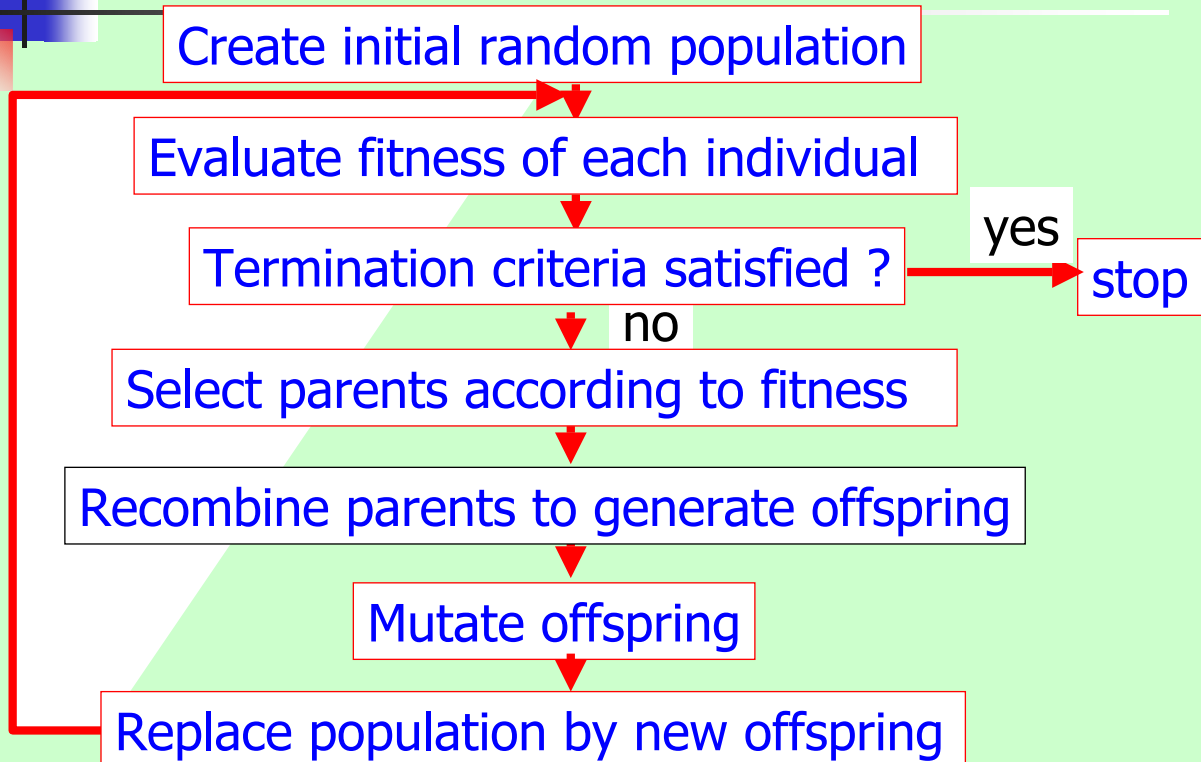 Create initial random population
Evaluate fitness of each individual
Termination criteria satisfied ?
yes
stop
no
Select parents according to fitness
Recombine parents to generate offspring
Mutate offspring
Replace population by new offspring